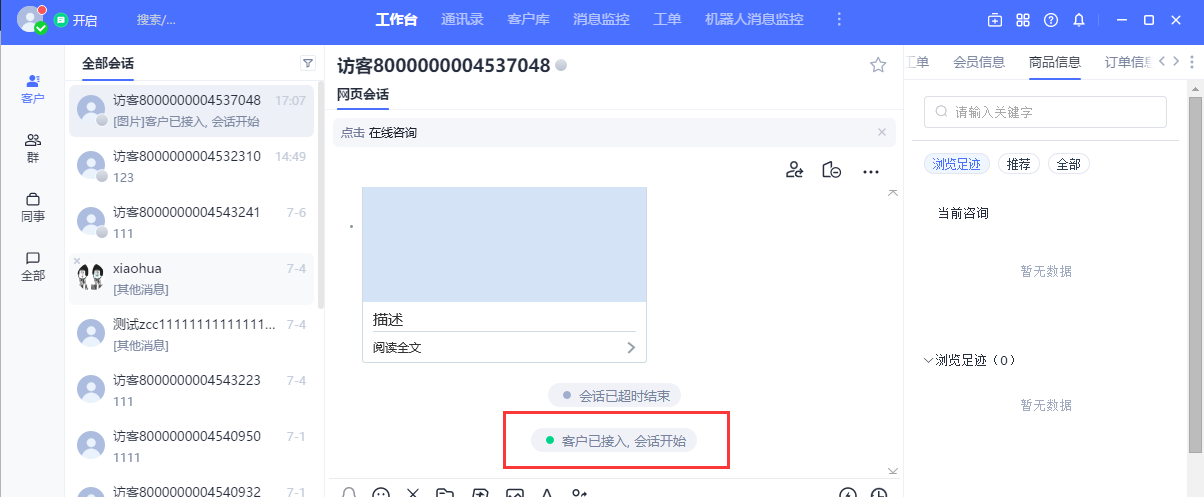 开启
搜索/...
工作台 通讯录 客户库 消息监控 工单 机器人消息监控
客户
群
同事
全部
全部会话
访客8000000004537048 17:07
[图片]客户已接入, 会话开始
访客8000000004532310 14:49
123
访客8000000004543241 7-6
111
xiaohua 7-4
[其他消息]
测试zcc11111111111111... 7-4
[其他消息]
访客8000000004543223 7-4
111
访客8000000004540950 7-1
1111
访客8000000004540932 7-1
访客8000000004537048
网页会话
点击 在线咨询
描述
阅读全文
会话已超时结束
客户已接入, 会话开始
工单 会员信息 商品信息 订单信息
请输入关键字
浏览足迹 推荐 全部
当前咨询
暂无数据
浏览足迹（0）
暂无数据